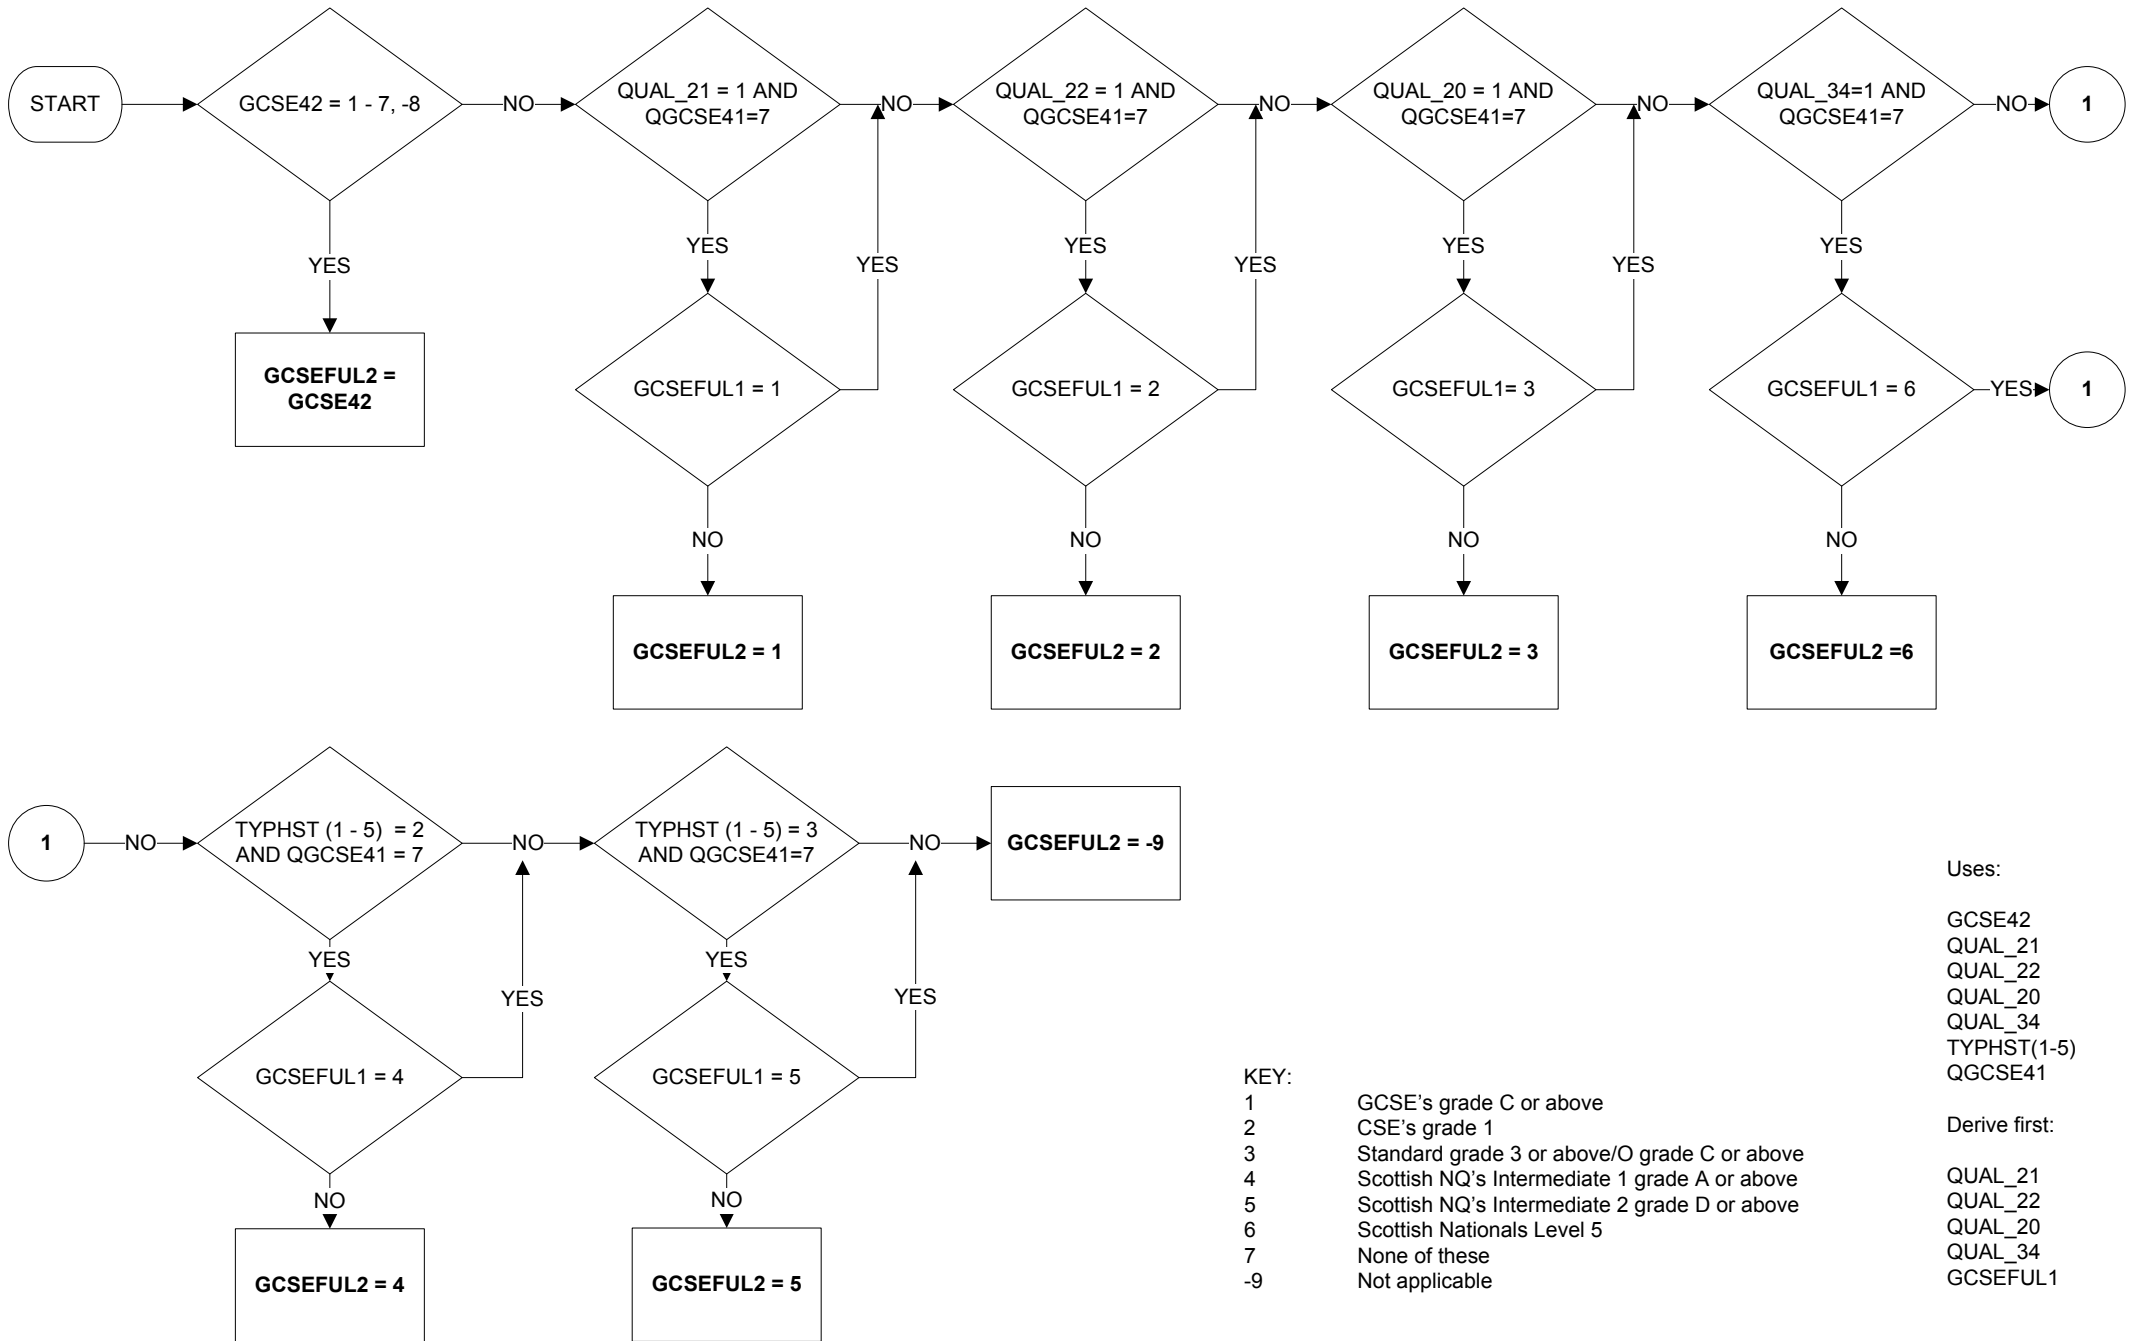 START
GCSE42 = 1 - 7, -8
NO
QUAL_21 = 1 AND
QGCSE41=7
NO
QUAL_22 = 1 AND
QGCSE41=7
NO
QUAL_20 = 1 AND
QGCSE41=7
NO
QUAL_34=1 AND
QGCSE41=7
NO
1
YES
YES
YES
YES
YES
YES
YES
YES
GCSEFUL2 =
GCSE42
GCSEFUL1 = 1
GCSEFUL1 = 2
GCSEFUL1= 3
GCSEFUL1 = 6
YES
1
NO
NO
NO
NO
GCSEFUL2 = 1
GCSEFUL2 = 2
GCSEFUL2 = 3
GCSEFUL2 =6
1
NO
TYPHST (1 - 5) = 2
AND QGCSE41 = 7
NO
TYPHST (1 - 5) = 3
AND QGCSE41=7
NO
GCSEFUL2 = -9
YES
YES
YES
YES
GCSEFUL1 = 4
GCSEFUL1 = 5
NO
NO
GCSEFUL2 = 4
GCSEFUL2 = 5
KEY:
1 GCSE’s grade C or above
2 CSE’s grade 1
3 Standard grade 3 or above/O grade C or above
4 Scottish NQ’s Intermediate 1 grade A or above
5 Scottish NQ’s Intermediate 2 grade D or above
6 Scottish Nationals Level 5
7 None of these
-9 Not applicable
Uses:
GCSE42
QUAL_21
QUAL_22
QUAL_20
QUAL_34
TYPHST(1-5)
QGCSE41
Derive first:
QUAL_21
QUAL_22
QUAL_20
QUAL_34
GCSEFUL1